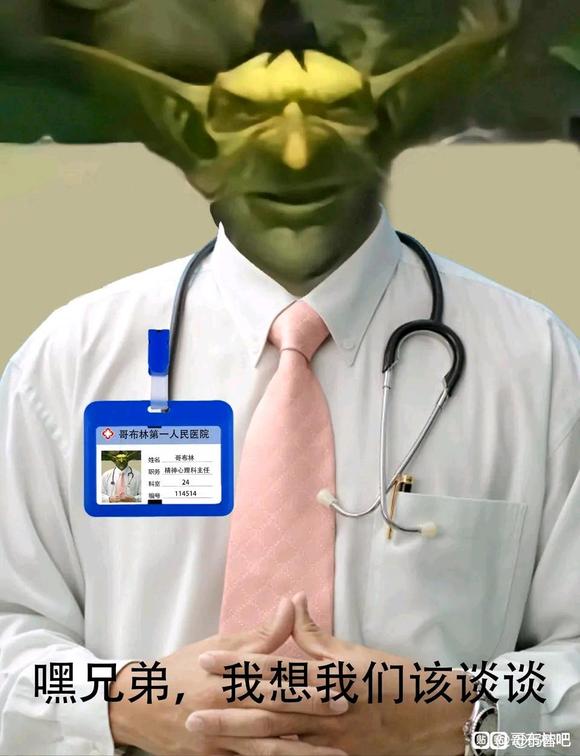 哥布林第一人民医院
姓名 哥布林
职务 精神心理科主任
科室 24
编号 114514
嘿兄弟，我想我们该谈谈